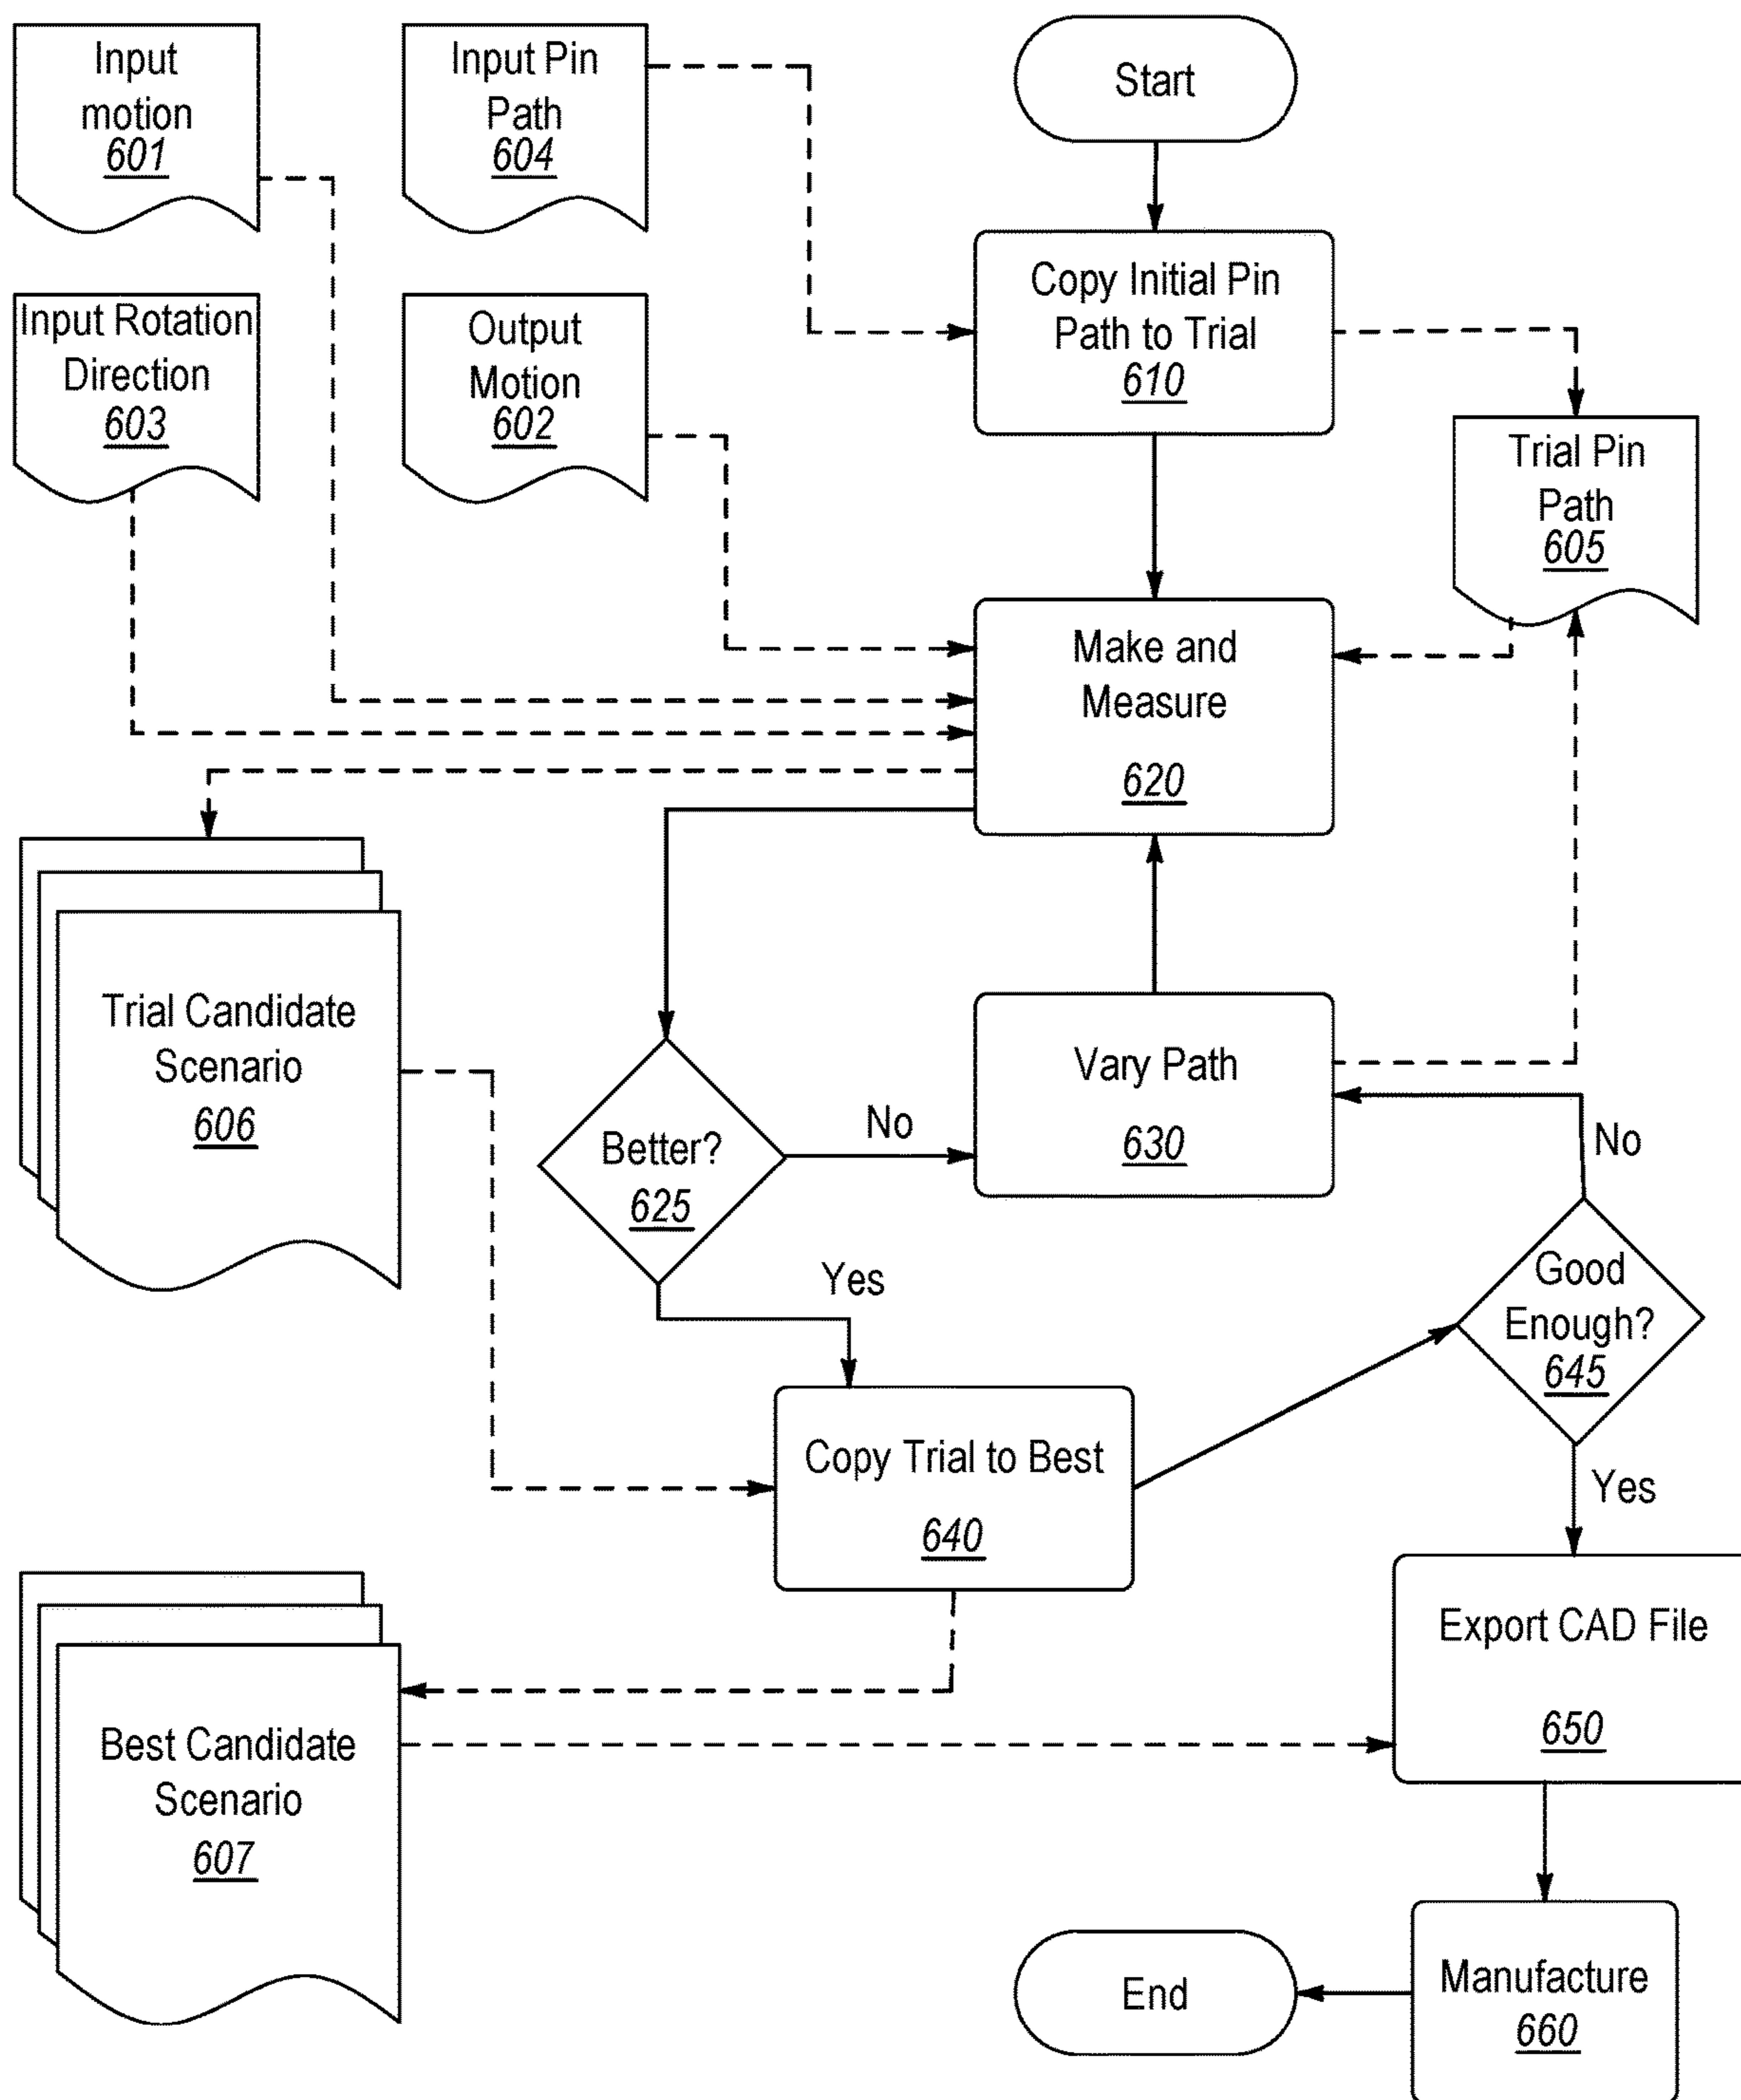 Input
motion
601
Input Pin
Path
604
Start
Input Rotation
Direction
603
Output
Motion
602
Copy Initial Pin
Path to Trial
610
Trial Pin
Path
605
Make and
Measure
620
Trial Candidate
Scenario
606
Better?
625
No
Vary Path
630
No
Yes
Good
Enough?
645
Copy Trial to Best
640
Yes
Best Candidate
Scenario
607
Export CAD File
650
End
Manufacture
660